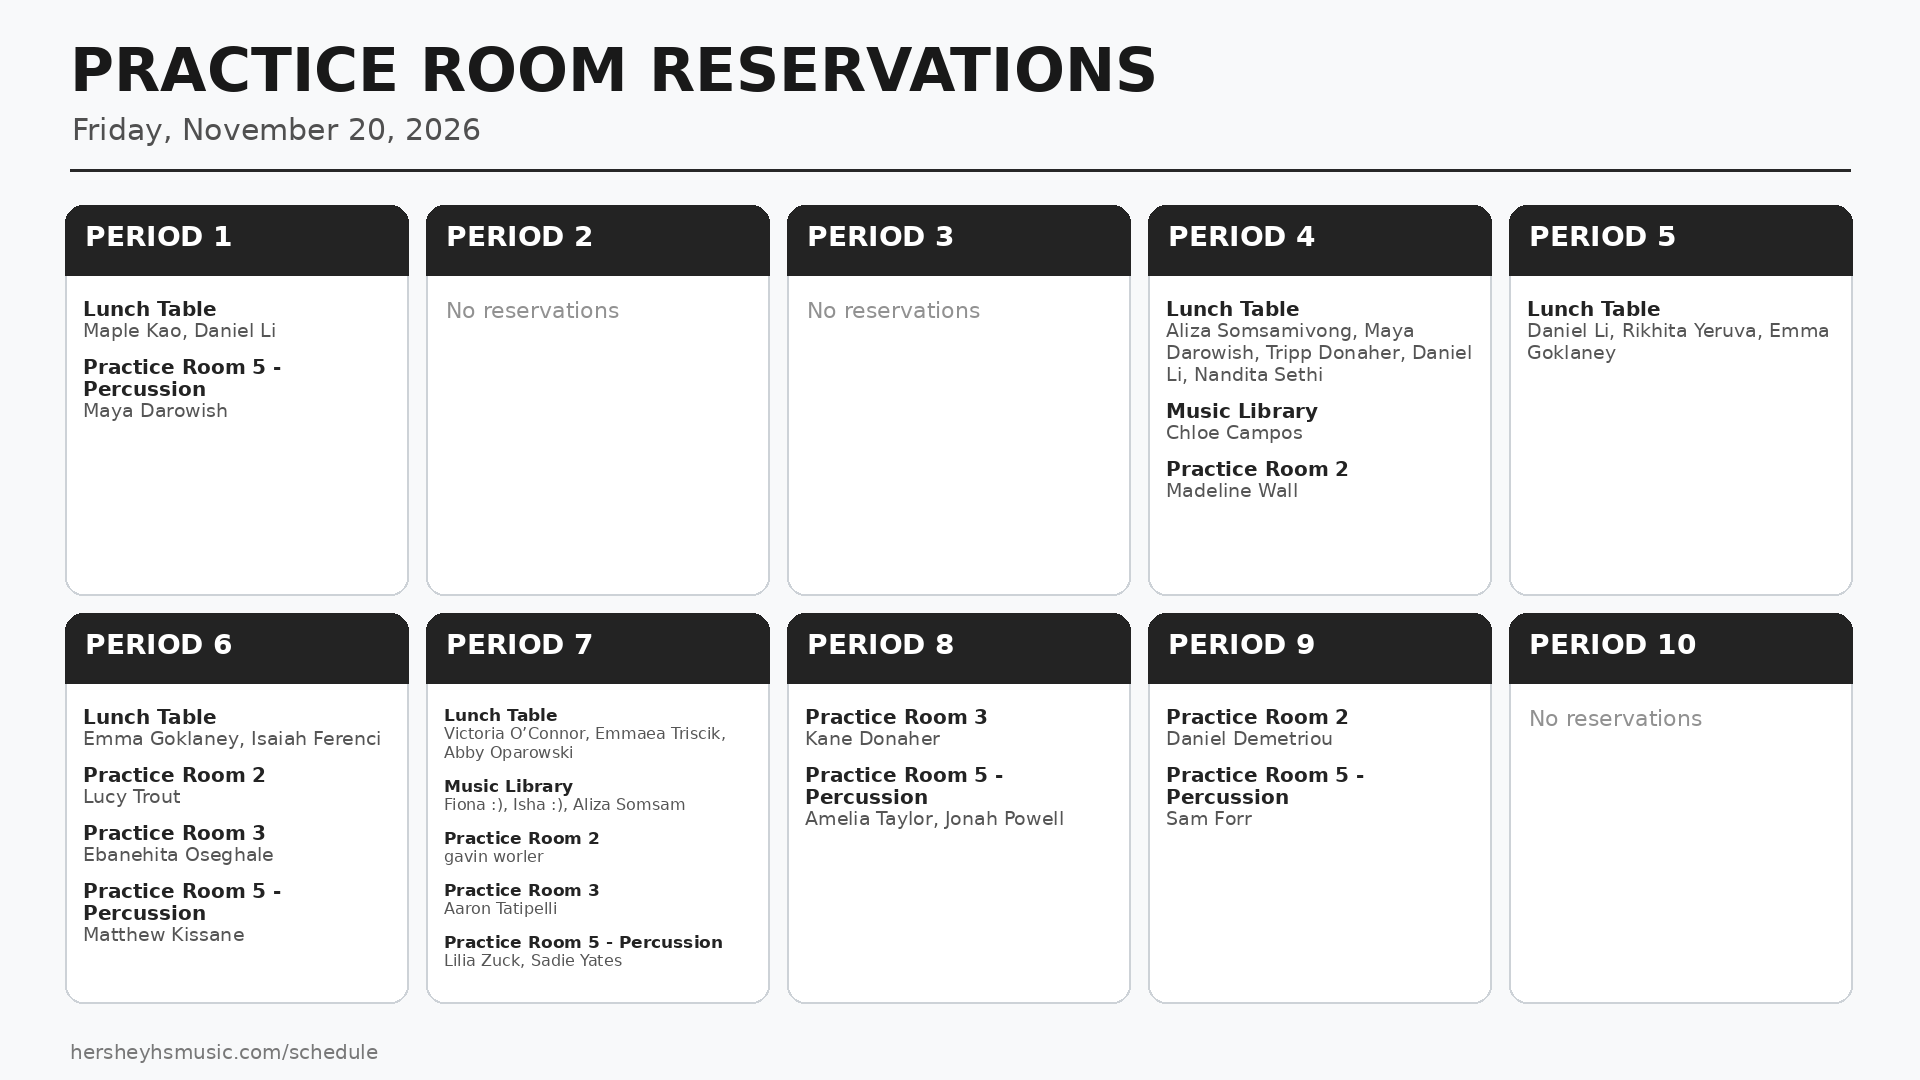 PRACTICE ROOM RESERVATIONS
Friday, November 20, 2026
PERIOD 1
Lunch Table
Maple Kao, Daniel Li
Practice Room 5 -
Percussion
Maya Darowish
PERIOD 2
No reservations
PERIOD 3
No reservations
PERIOD 4
Lunch Table
Aliza Somsamivong, Maya
Darowish, Tripp Donaher, Daniel
Li, Nandita Sethi
Music Library
Chloe Campos
Practice Room 2
Madeline Wall
PERIOD 5
Lunch Table
Daniel Li, Rikhita Yeruva, Emma
Goklaney
PERIOD 6
Lunch Table
Emma Goklaney, Isaiah Ferenci
Practice Room 2
Lucy Trout
Practice Room 3
Ebanehita Oseghale
Practice Room 5 -
Percussion
Matthew Kissane
PERIOD 7
Lunch Table
Victoria O’Connor, Emmaea Triscik,
Abby Oparowski
Music Library
Fiona :), Isha :), Aliza Somsam
Practice Room 2
gavin worler
Practice Room 3
Aaron Tatipelli
Practice Room 5 - Percussion
Lilia Zuck, Sadie Yates
PERIOD 8
Practice Room 3
Kane Donaher
Practice Room 5 -
Percussion
Amelia Taylor, Jonah Powell
PERIOD 9
Practice Room 2
Daniel Demetriou
Practice Room 5 -
Percussion
Sam Forr
PERIOD 10
No reservations
hersheyhsmusic.com/schedule